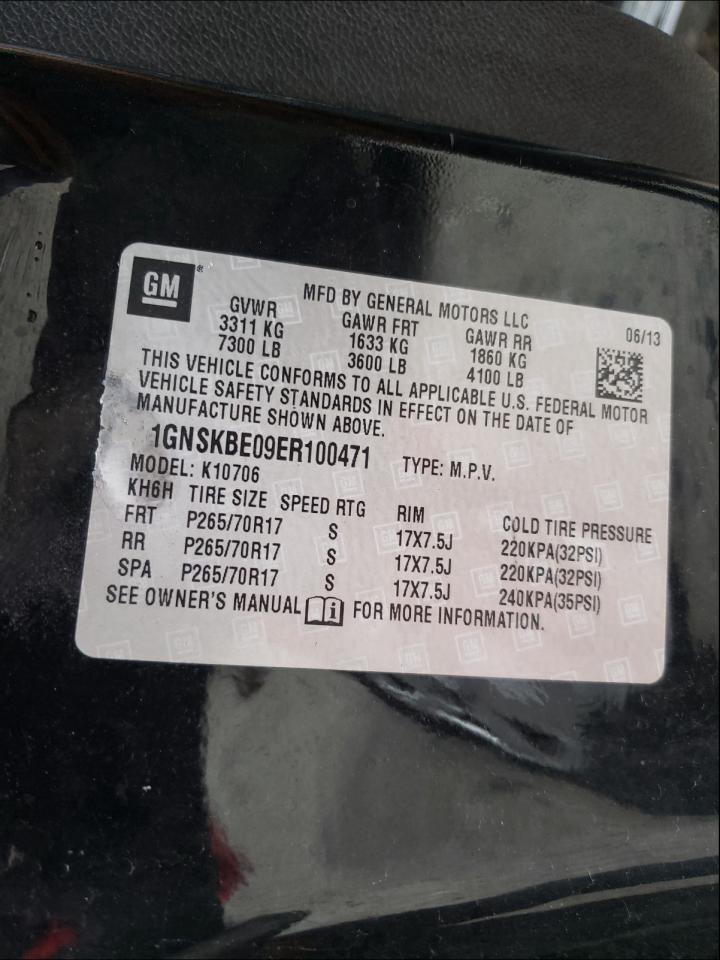 GM®
MFD BY GENERAL MOTORS LLC
06/13
GVWR GAWR FRT GAWR RR
3311 KG 1633 KG 1860 KG
7300 LB 3600 LB 4100 LB
THIS VEHICLE CONFORMS TO ALL APPLICABLE U.S. FEDERAL MOTOR
VEHICLE SAFETY STANDARDS IN EFFECT ON THE DATE OF
MANUFACTURE SHOWN ABOVE.
1GNSKBE09ER100471 TYPE: M.P.V.
MODEL: K10706
KH6H TIRE SIZE SPEED RTG RIM COLD TIRE PRESSURE
FRT P265/70R17 S 17X7.5J 220KPA(32PSI)
RR P265/70R17 S 17X7.5J 220KPA(32PSI)
SPA P265/70R17 S 17X7.5J 240KPA(35PSI)
SEE OWNER'S MANUAL i FOR MORE INFORMATION.